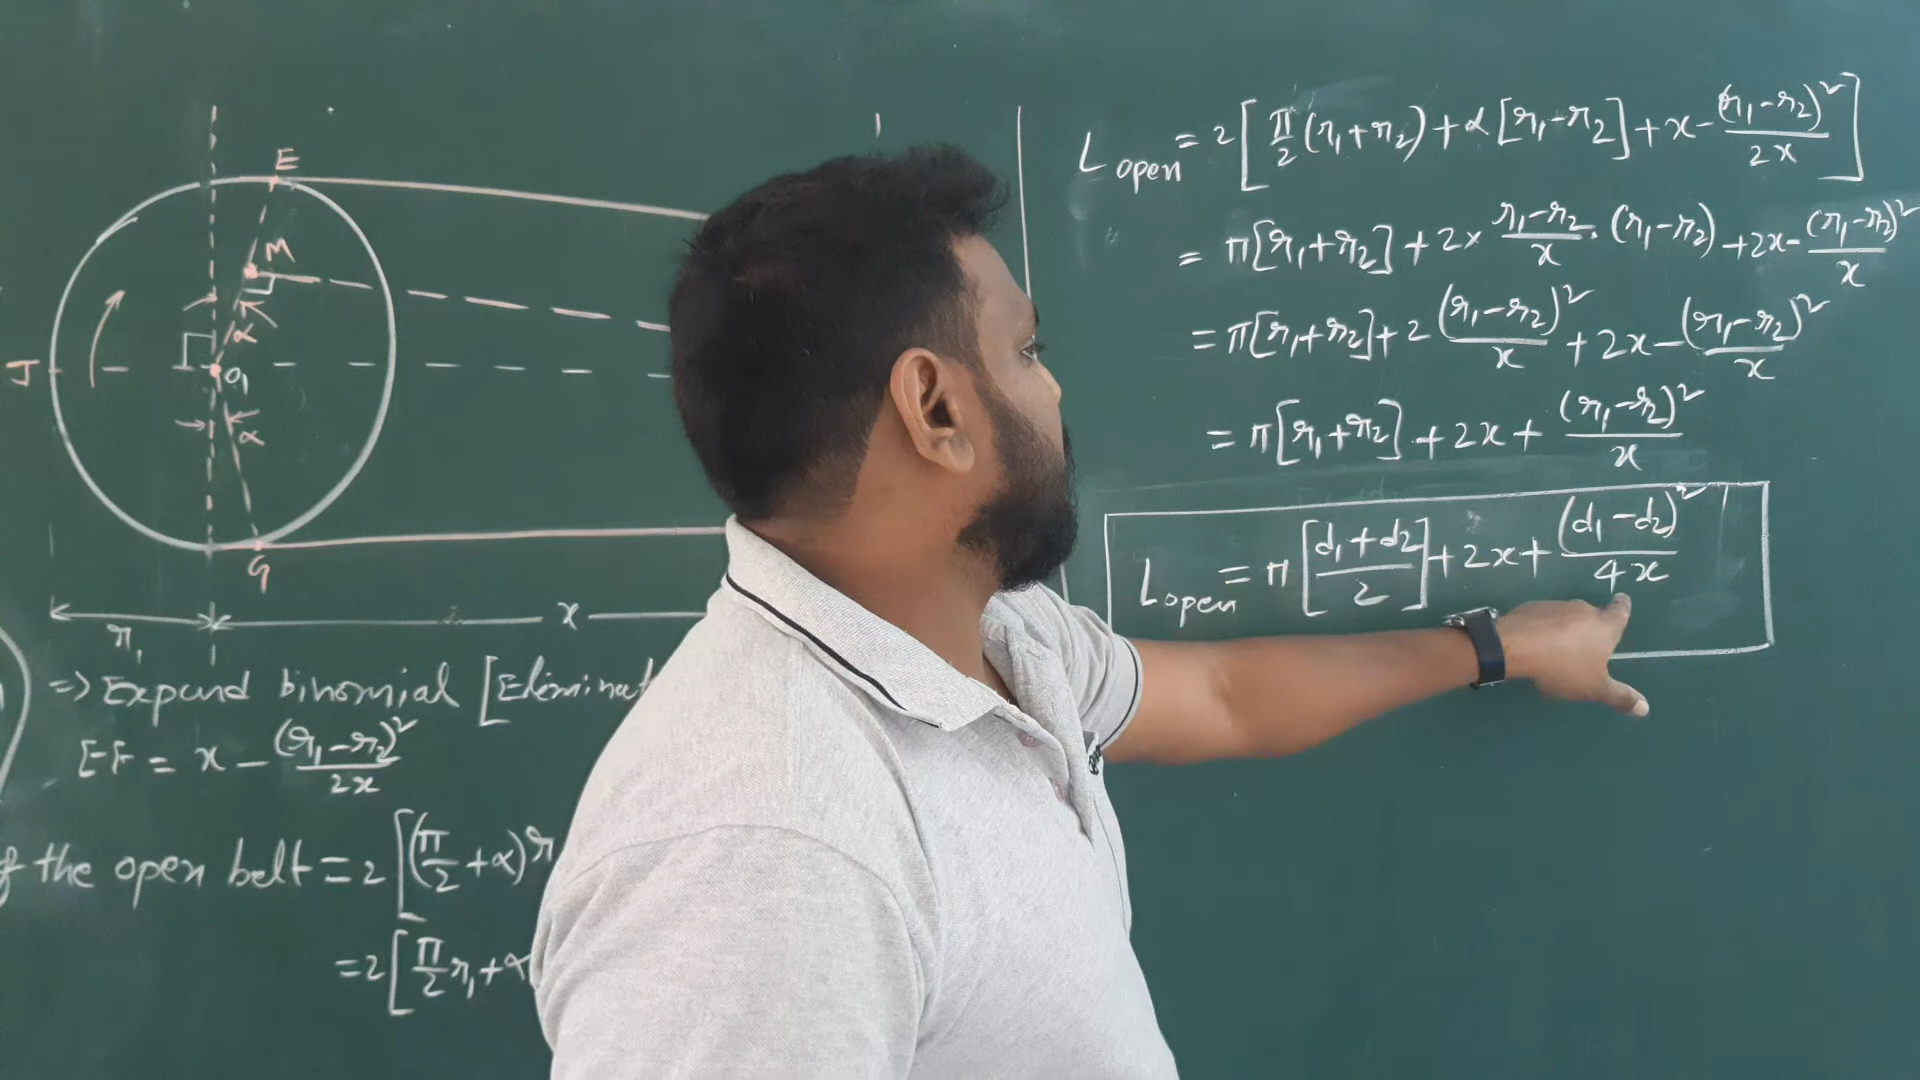 E
M
α
J
O₁
α
G
r₁
x
=> Expand binomial [Eliminat
EF = x - (r₁-r₂)²/2x
f the open belt = 2[(π/2 + α)r
= 2[π/2 r₁ + α
L open = 2[π/2 (r₁+r₂) + α[r₁-r₂] + x - (r₁-r₂)²/2x]
= π[r₁+r₂] + 2 × r₁-r₂/x . (r₁-r₂) + 2x - (r₁-r₂)²/x
= π[r₁+r₂] + 2 (r₁-r₂)²/x + 2x - (r₁-r₂)²/x
= π[r₁+r₂] + 2x + (r₁-r₂)²/x
L open = π[d₁+d₂/2] + 2x + (d₁-d₂)²/4x